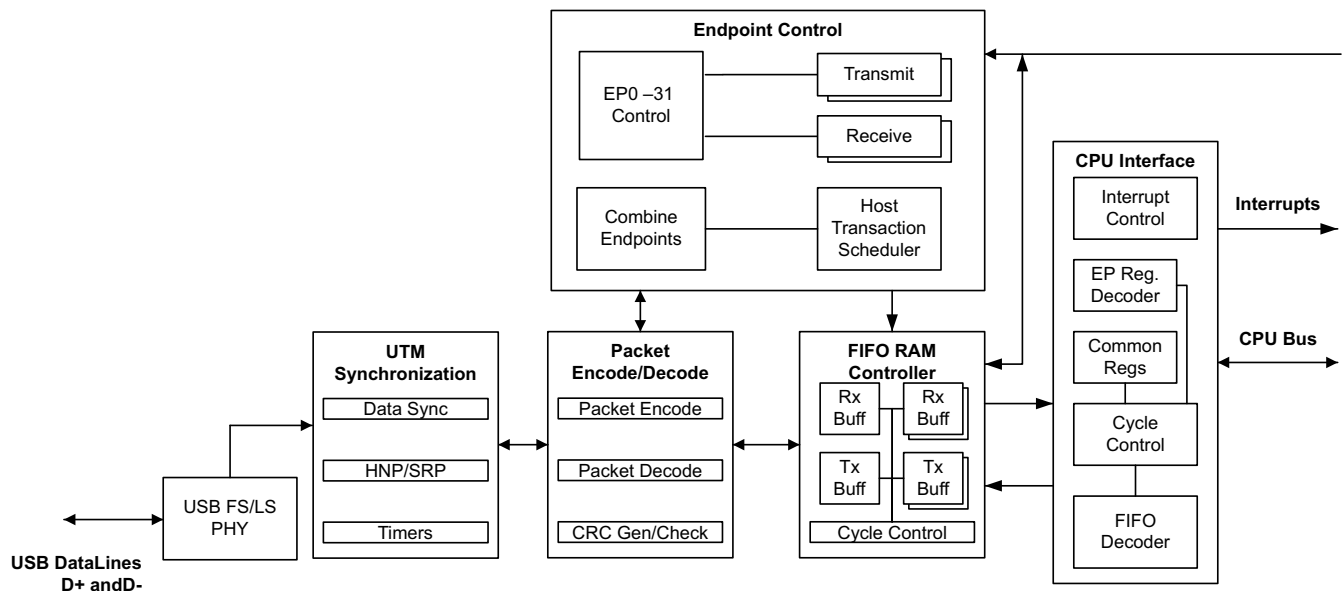 Endpoint Control
EP0 –31
Control
Transmit
Receive
Combine
Endpoints
Host
Transaction
Scheduler
UTM
Synchronization
Data Sync
HNP/SRP
Timers
Packet
Encode/Decode
Packet Encode
Packet Decode
CRC Gen/Check
FIFO RAM
Controller
Rx
Buff
Rx
Buff
Tx
Buff
Tx
Buff
Cycle Control
CPU Interface
Interrupt
Control
EP Reg.
Decoder
Common
Regs
Cycle
Control
FIFO
Decoder
Interrupts
CPU Bus
USB FS/LS
PHY
USB DataLines
D+ andD-